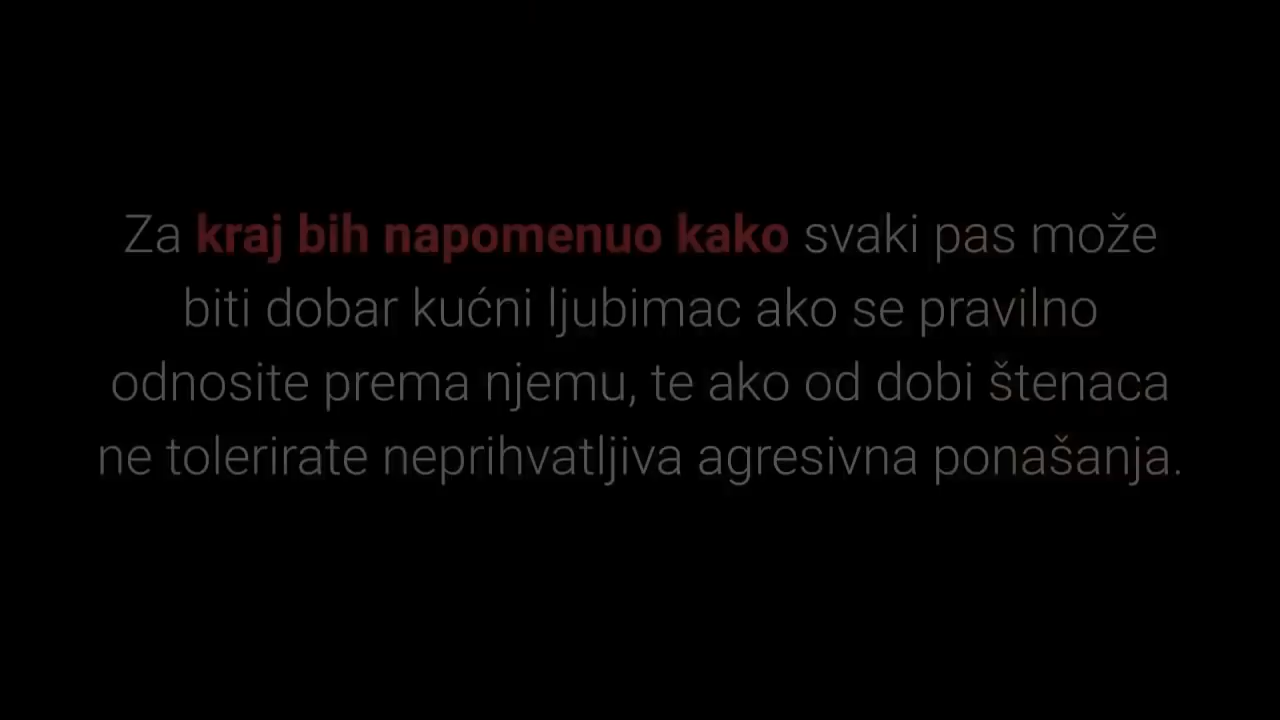 Za kraj bih napomenuo kako svaki pas može
biti dobar kućni ljubimac ako se pravilno
odnosite prema njemu, te ako od dobi štenaca
ne tolerirate neprihvatljiva agresivna ponašanja.